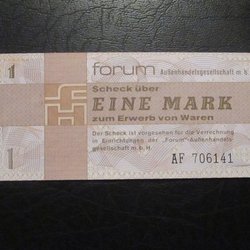 1 forum Außenhandelsgesellschaft m. b. H.
Scheck über
EINE MARK
zum Erwerb von Waren
Der Scheck ist vorgesehen für die Verrechnung
in Einrichtungen der „Forum"-Außenhandels-
gesellschaft m. b. H.
1 AF 706141